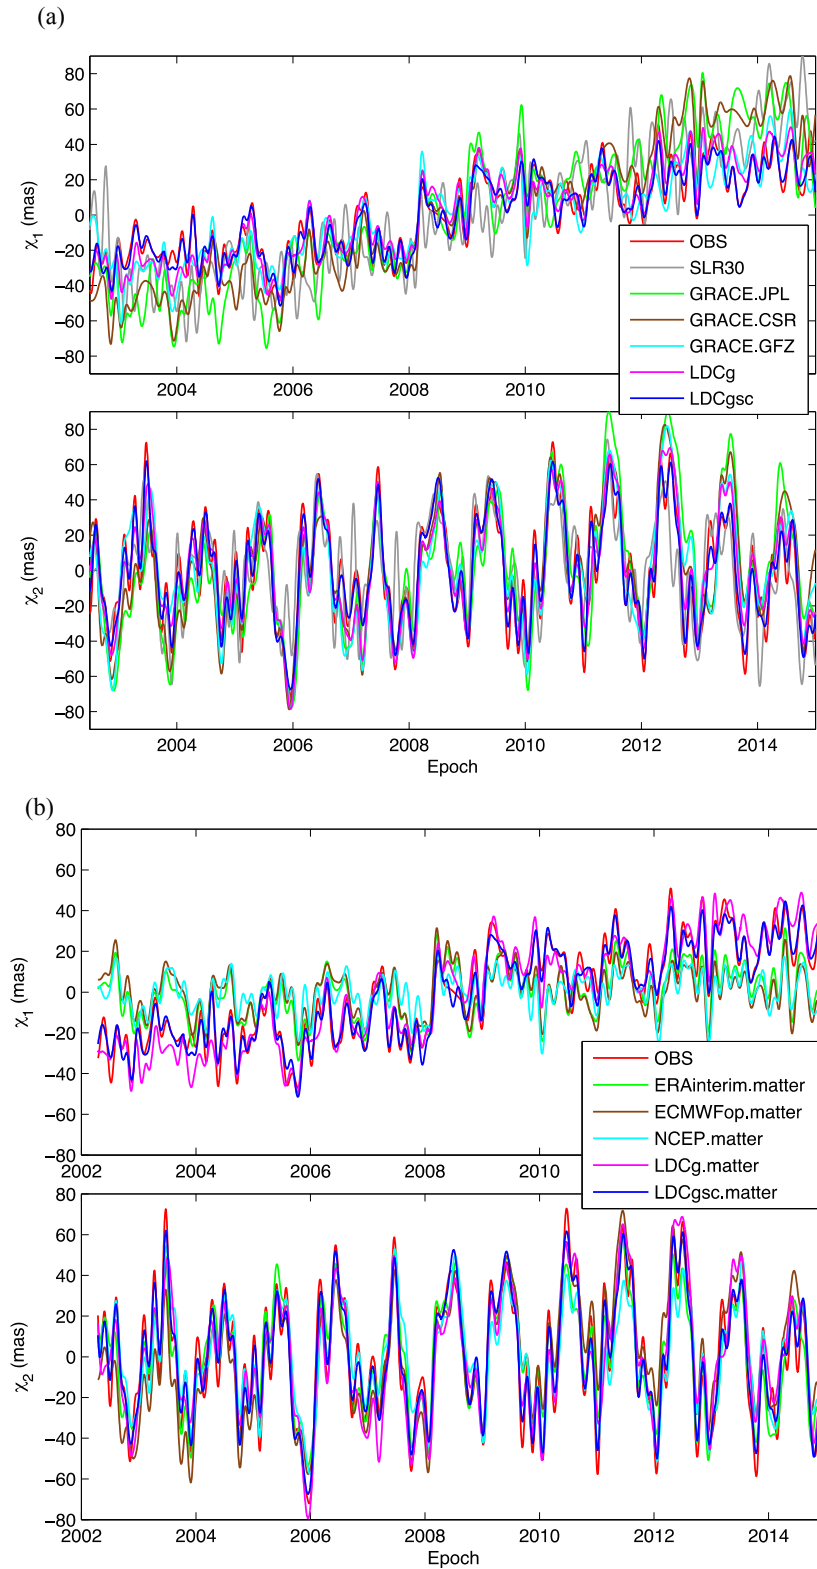 (a)
80
60
40
20
0
−20
−40
−60
−80
χ1 (mas)
OBS
SLR30
GRACE.JPL
GRACE.CSR
GRACE.GFZ
LDCg
LDCgsc
2004
2006
2008
2010
80
60
40
20
0
−20
−40
−60
−80
χ2 (mas)
2004
2006
2008
2010
2012
2014
Epoch
(b)
80
60
40
20
0
−20
−40
−60
−80
χ1 (mas)
OBS
ERAinterim.matter
ECMWFop.matter
NCEP.matter
LDCg.matter
LDCgsc.matter
2002
2004
2006
2008
2010
80
60
40
20
0
−20
−40
−60
−80
χ2 (mas)
2002
2004
2006
2008
2010
2012
2014
Epoch